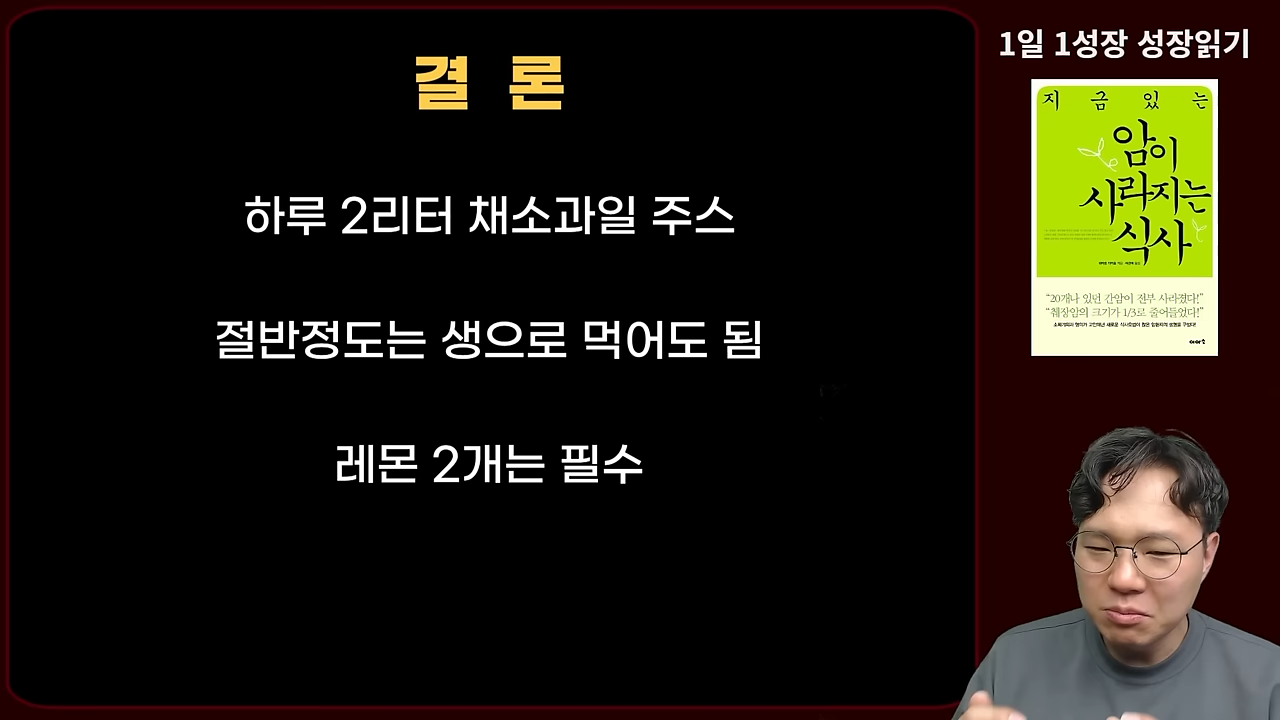 결 론
하루 2리터 채소과일 주스
절반정도는 생으로 먹어도 됨
레몬 2개는 필수
1일 1성장 성장읽기
지금있는
암이
사라지는
식사
“20개나 있던 간암이 전부 사라졌다!”
“췌장암의 크기가 1/3로 줄어들었다!”